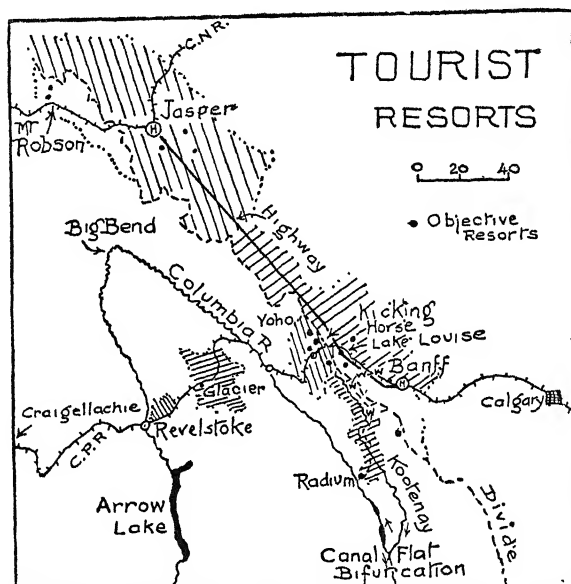 TOURIST
RESORTS
0 20 40
Objective
Resorts
C.N.R.
Jasper
Mt
Robson
Highway
Big Bend
Columbia R
Yoho
Kicking
Horse
Lake Louise
Banff
Calgary
Glacier
Craigellachie
Revelstoke
C.P.R
Kootenay
Radium
Divide
Arrow
Lake
Canal Flat
Bifurcation
H
H